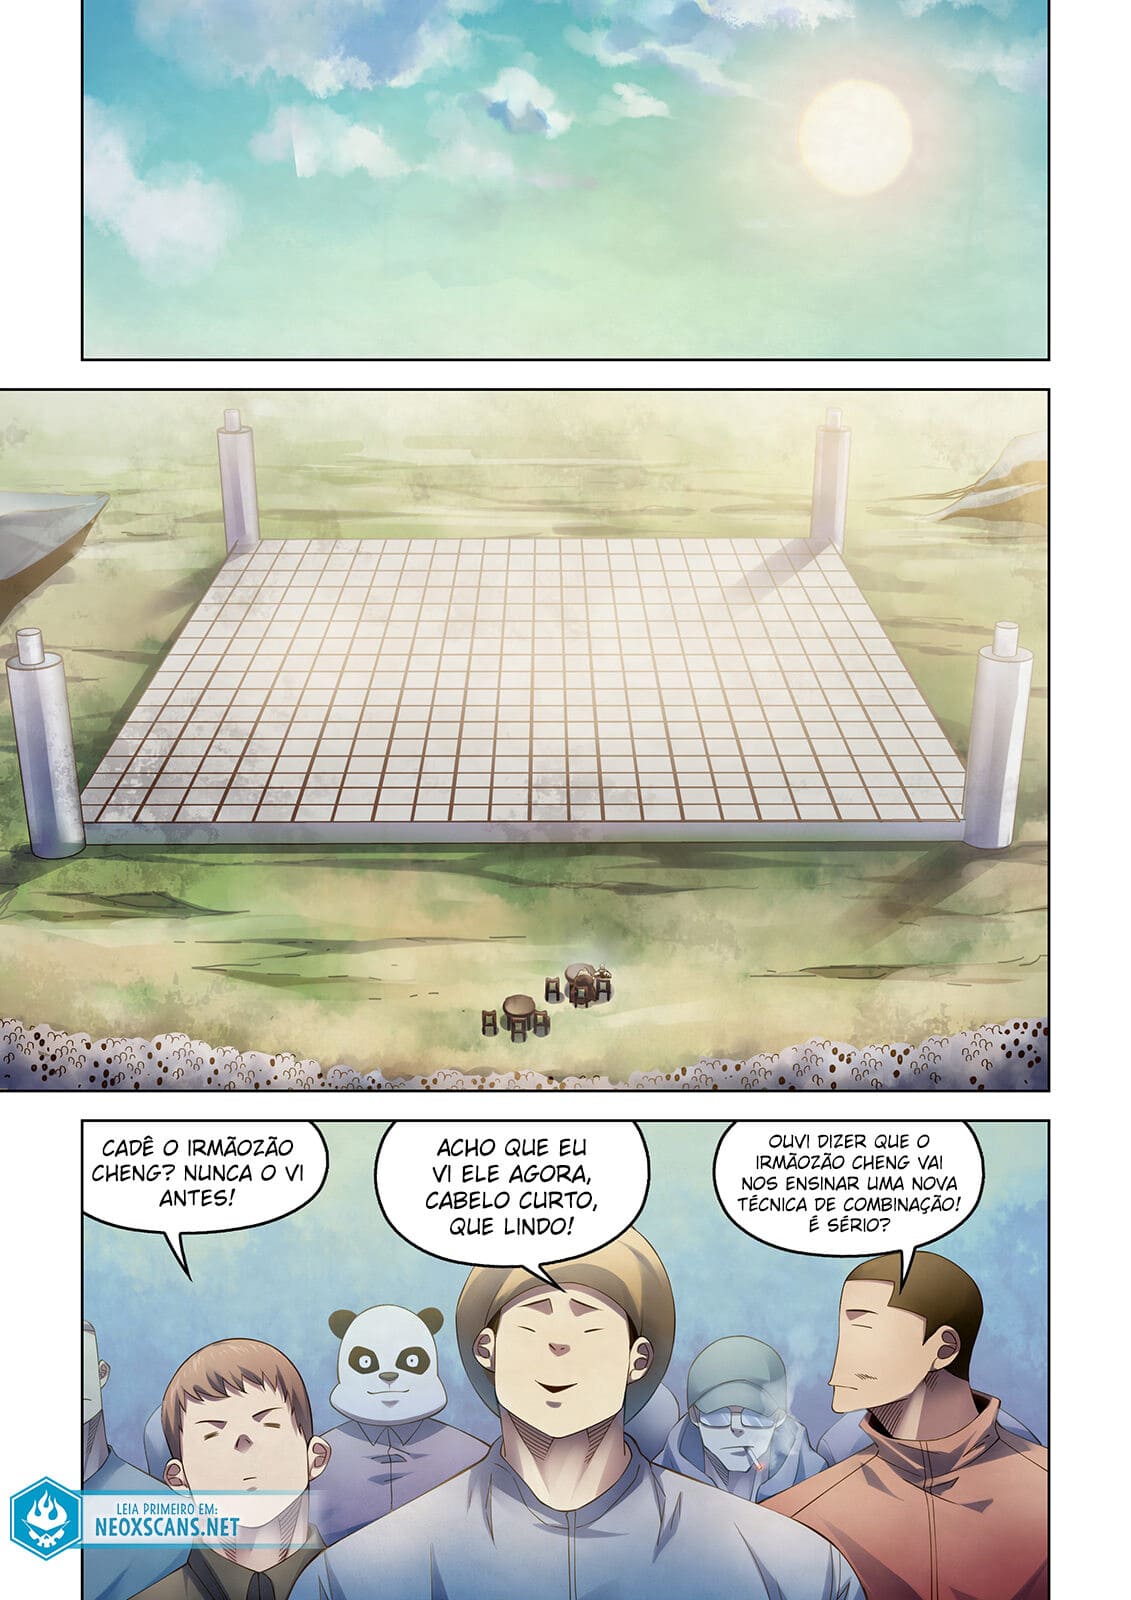 CADÊ O IRMÃOZÃO
CHENG? NUNCA O VI
ANTES!
ACHO QUE EU
VI ELE AGORA,
CABELO CURTO,
QUE LINDO!
OUVI DIZER QUE O
IRMÃOZÃO CHENG VAI
NOS ENSINAR UMA NOVA
TÉCNICA DE COMBINAÇÃO!
É SÉRIO?
LEIA PRIMEIRO EM:
NEOXSCANS.NET